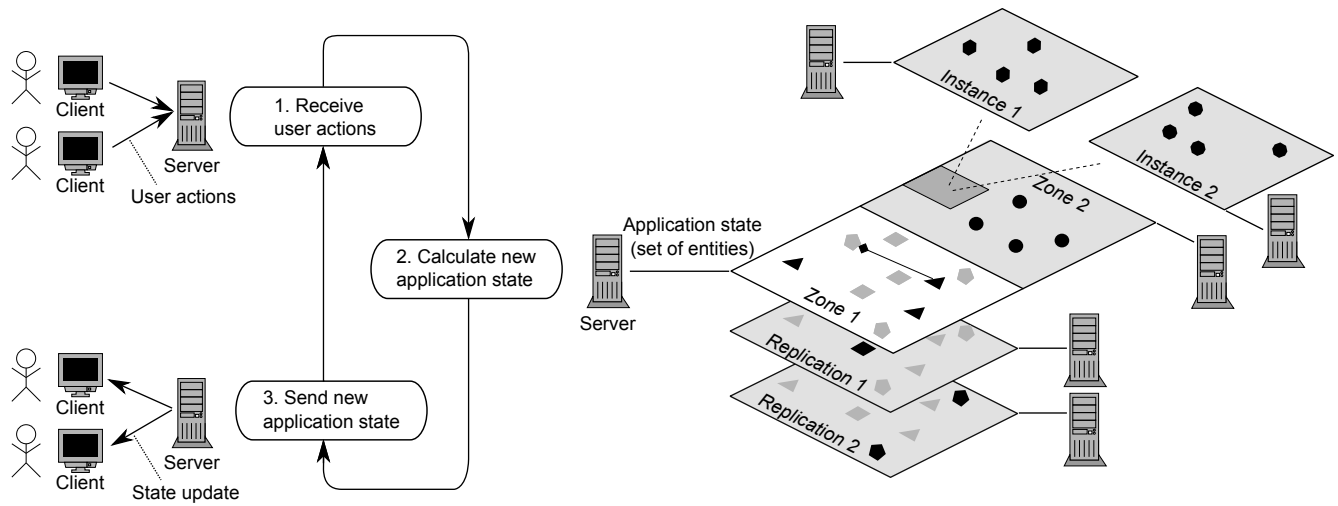 Client
Client
Server
User actions
1. Receive
user actions
2. Calculate new
application state
3. Send new
application state
Client
Client
Server
State update
Server
Application state
(set of entities)
Instance 1
Instance 2
Zone 2
Zone 1
Replication 1
Replication 2